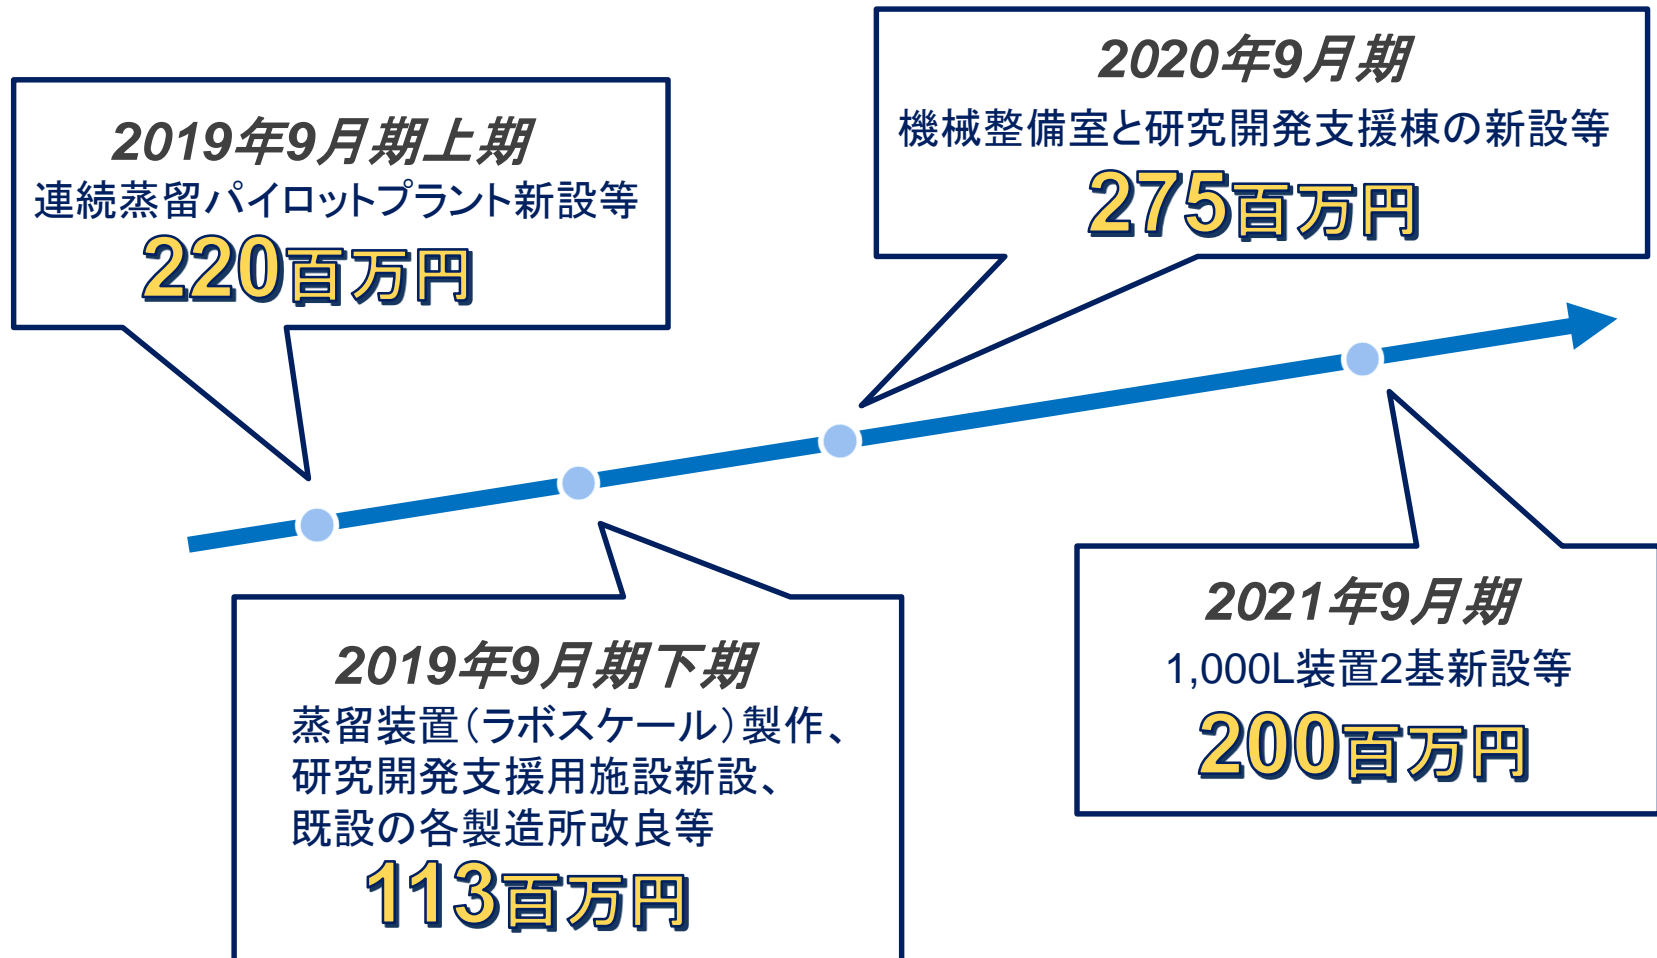 2019年9月期上期
連続蒸留パイロットプラント新設等
220百万円
2019年9月期下期
蒸留装置（ラボスケール）製作、
研究開発支援用施設新設、
既設の各製造所改良等
113百万円
2020年9月期
機械整備室と研究開発支援棟の新設等
275百万円
2021年9月期
1,000L装置2基新設等
200百万円